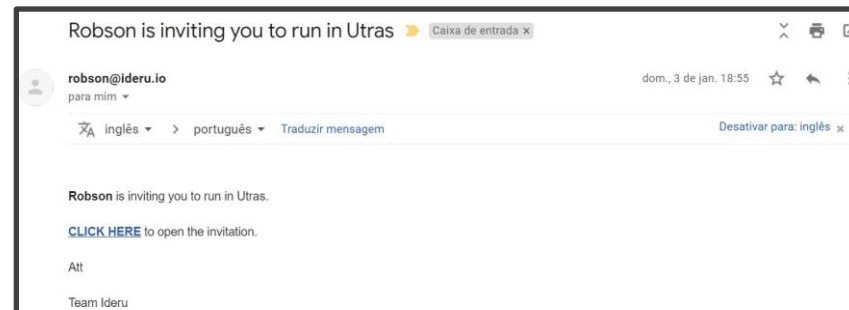 Robson is inviting you to run in Utras Caixa de entrada x
robson@ideru.io dom., 3 de jan. 18:55
para mim
inglês > português Traduzir mensagem Desativar para: inglês x
Robson is inviting you to run in Utras.
CLICK HERE to open the invitation.
Att
Team Ideru